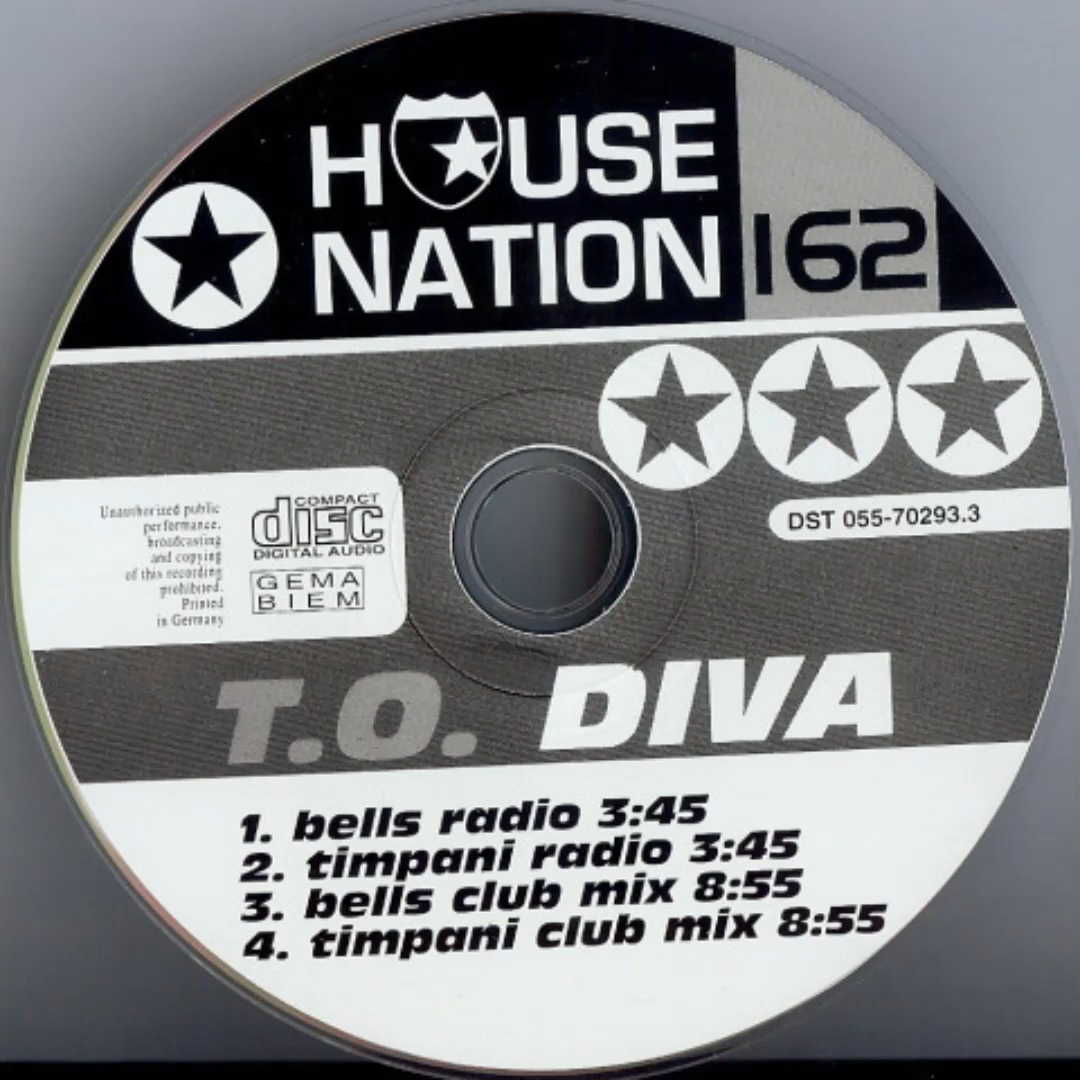 HOUSE
NATION 162
DST 055-70293.3
Unauthorized public
performance,
broadcasting
and copying
of this recording
prohibited.
Printed
in Germany
COMPACT
disc
DIGITAL AUDIO
GEMA
BIEM
T.O. DIVA
1. bells radio 3:45
2. timpani radio 3:45
3. bells club mix 8:55
4. timpani club mix 8:55